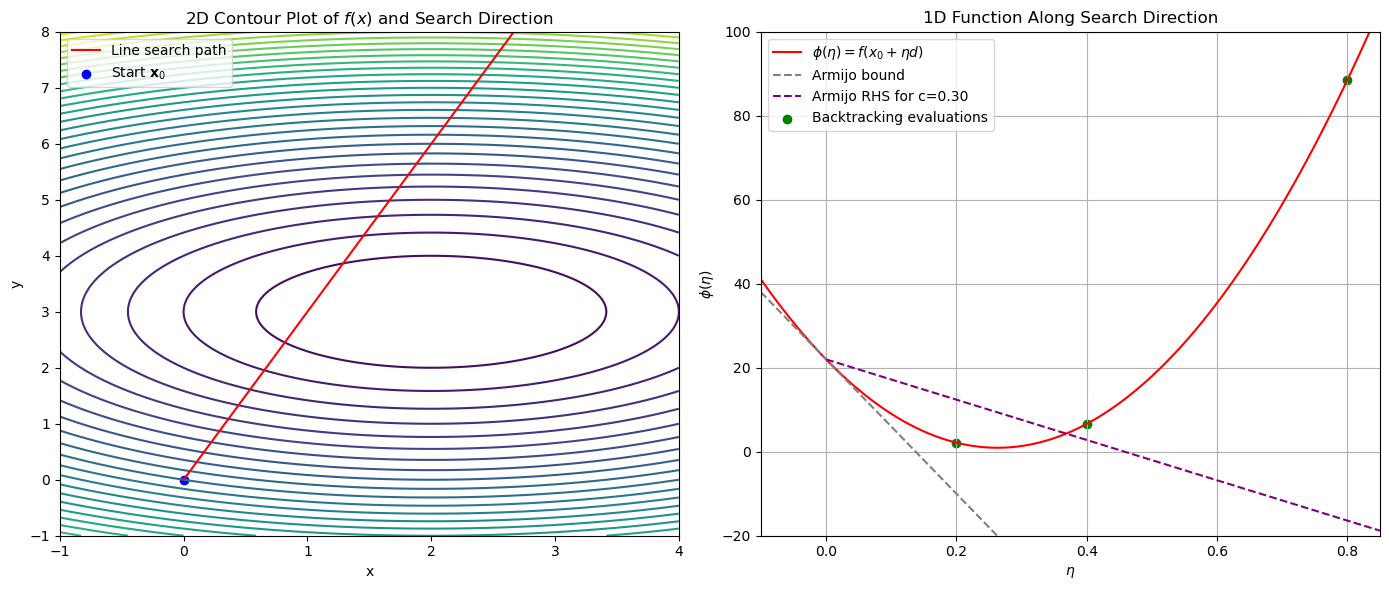 2D Contour Plot of f(x) and Search Direction
Line search path
Start x₀
8
7
6
5
4
3
2
1
0
−1
y
−1 0 1 2 3 4
x
1D Function Along Search Direction
ϕ(η) = f(x₀ + ηd)
Armijo bound
Armijo RHS for c=0.30
Backtracking evaluations
100
80
60
40
20
0
−20
ϕ(η)
0.0 0.2 0.4 0.6 0.8
η